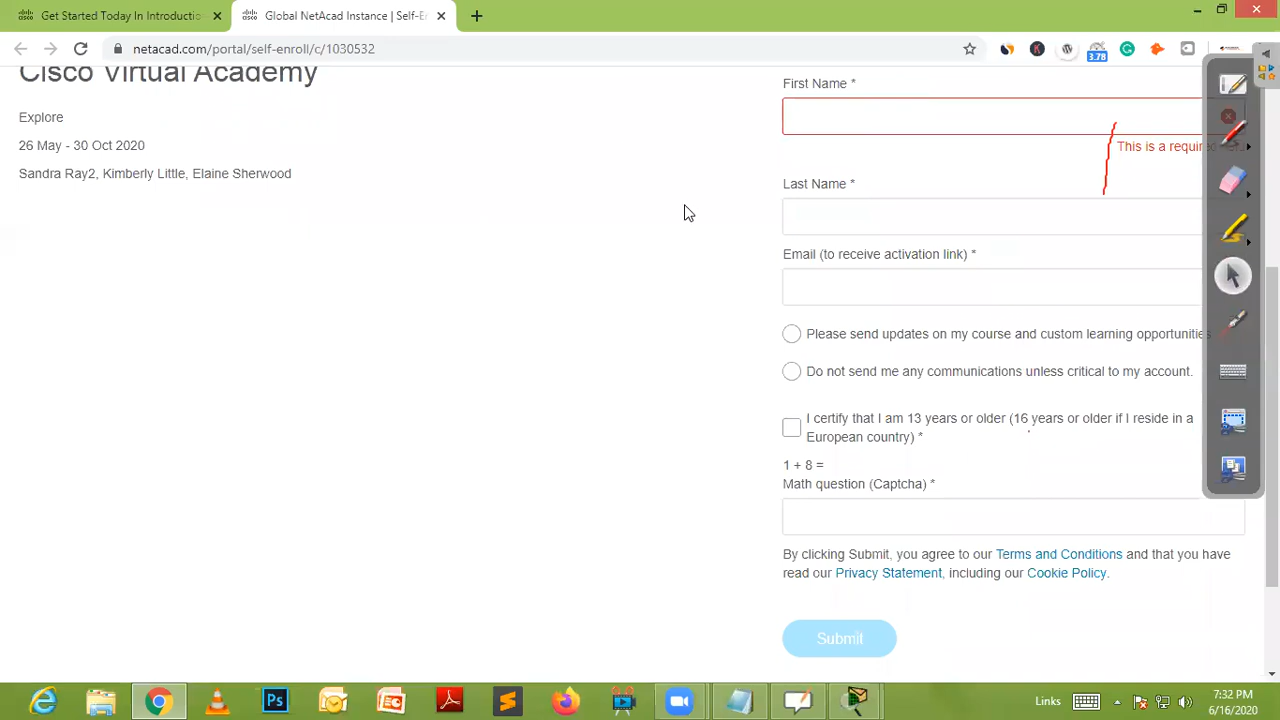 Get Started Today In Introductio
Global NetAcad Instance | Self-Er
netacad.com/portal/self-enroll/c/1030532
3.78
Cisco Virtual Academy
Explore
26 May - 30 Oct 2020
Sandra Ray2, Kimberly Little, Elaine Sherwood
First Name *
This is a requir
Last Name *
Email (to receive activation link) *
Please send updates on my course and custom learning opportunities
Do not send me any communications unless critical to my account.
I certify that I am 13 years or older (16 years or older if I reside in a
European country) *
1 + 8 =
Math question (Captcha) *
By clicking Submit, you agree to our Terms and Conditions and that you have
read our Privacy Statement, including our Cookie Policy.
Submit
Links
7:32 PM
6/16/2020